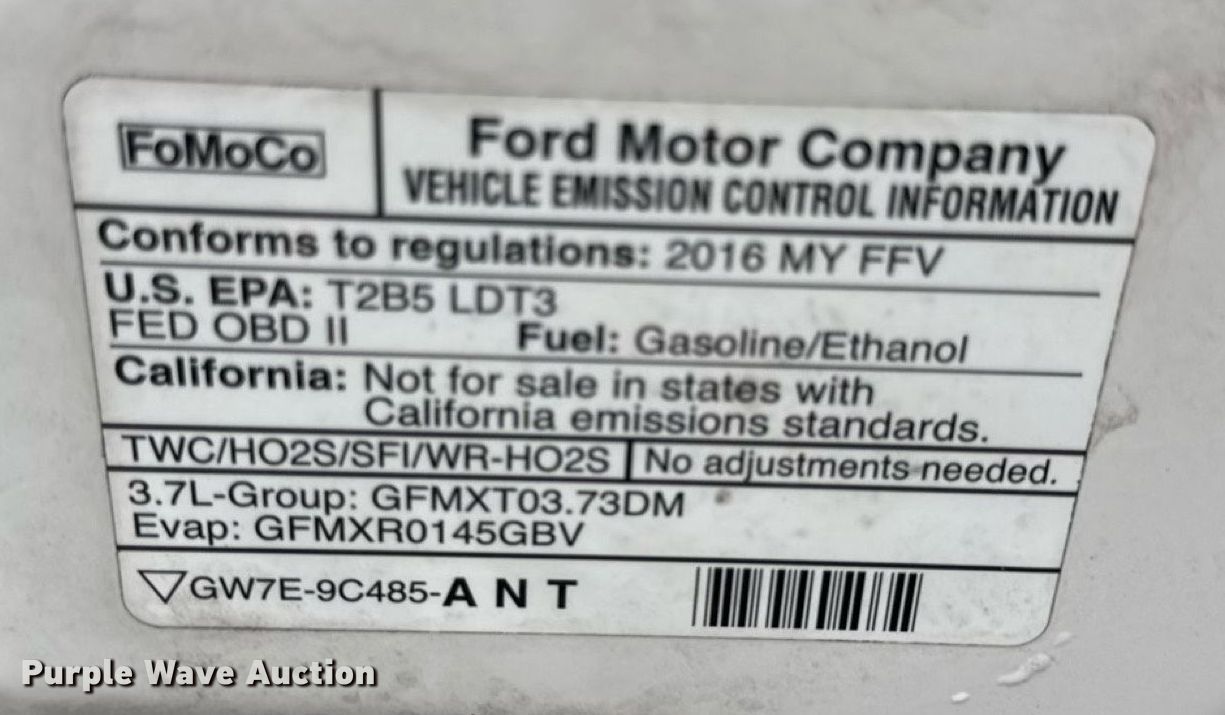 FoMoCo
Ford Motor Company
VEHICLE EMISSION CONTROL INFORMATION
Conforms to regulations: 2016 MY FFV
U.S. EPA: T2B5 LDT3
FED OBD II Fuel: Gasoline/Ethanol
California: Not for sale in states with
California emissions standards.
TWC/HO2S/SFI/WR-HO2S No adjustments needed.
3.7L-Group: GFMXT03.73DM
Evap: GFMXR0145GBV
GW7E-9C485-A N T
Purple Wave Auction